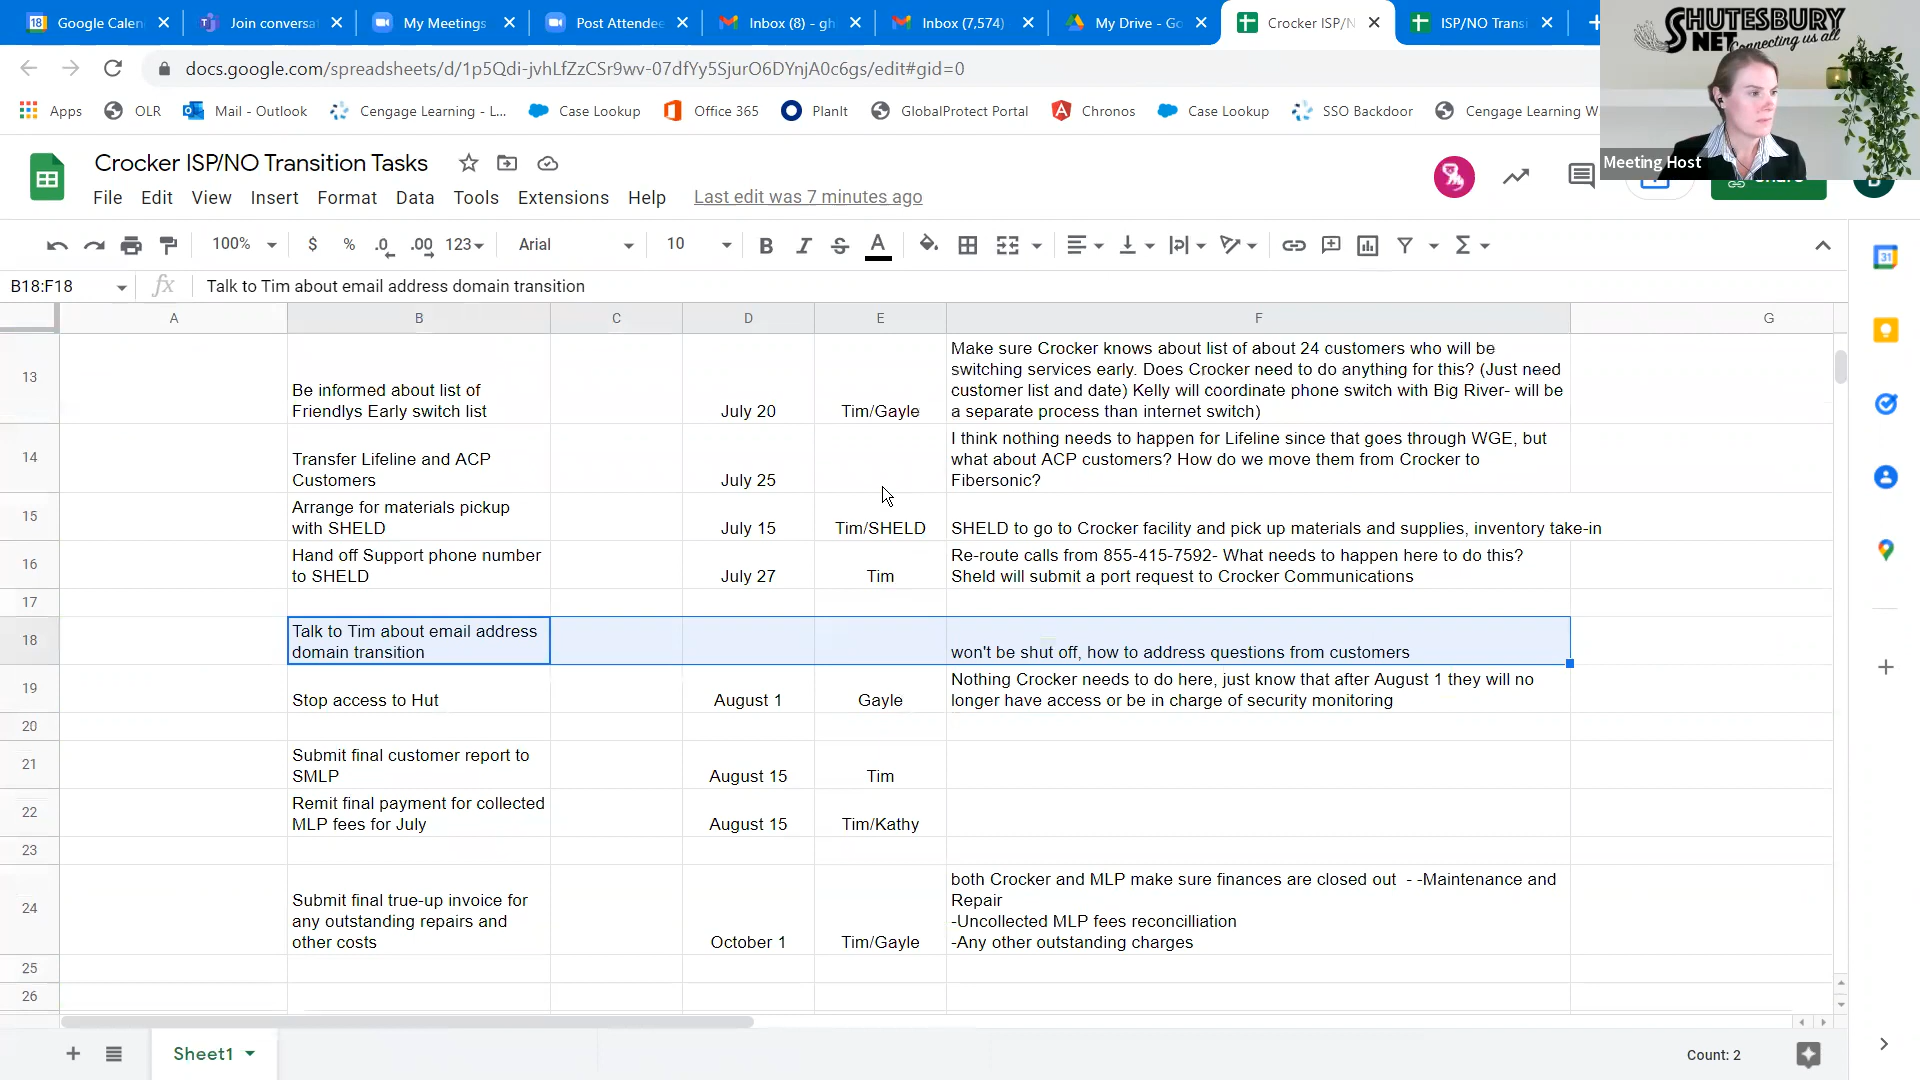 Google Calen
Join conversa
My Meetings
Post Attendee
Inbox (8) - gh
Inbox (7,574)
My Drive - Go
Crocker ISP/N
ISP/NO Transi
SHUTESBURY
NET
Connecting us all
docs.google.com/spreadsheets/d/1p5Qdi-jvhLfZzCSr9wv-07dfYy5SjurO6DYnjA0c6gs/edit#gid=0
Apps
OLR
Mail - Outlook
Cengage Learning - L...
Case Lookup
Office 365
PlanIt
GlobalProtect Portal
Chronos
Case Lookup
SSO Backdoor
Cengage Learning W
Meeting Host
Crocker ISP/NO Transition Tasks
File Edit View Insert Format Data Tools Extensions Help Last edit was 7 minutes ago
100% $ % .0 .00 123 Arial 10 B I S A
B18:F18 fx Talk to Tim about email address domain transition
A B C D E F G
13
Be informed about list of
Friendlys Early switch list
July 20
Tim/Gayle
Make sure Crocker knows about list of about 24 customers who will be
switching services early. Does Crocker need to do anything for this? (Just need
customer list and date) Kelly will coordinate phone switch with Big River- will be
a separate process than internet switch)
14
Transfer Lifeline and ACP
Customers
July 25
I think nothing needs to happen for Lifeline since that goes through WGE, but
what about ACP customers? How do we move them from Crocker to
Fibersonic?
15
Arrange for materials pickup
with SHELD
July 15
Tim/SHELD
SHELD to go to Crocker facility and pick up materials and supplies, inventory take-in
16
Hand off Support phone number
to SHELD
July 27
Tim
Re-route calls from 855-415-7592- What needs to happen here to do this?
Sheld will submit a port request to Crocker Communications
17
18
Talk to Tim about email address
domain transition
won't be shut off, how to address questions from customers
19
Stop access to Hut
August 1
Gayle
Nothing Crocker needs to do here, just know that after August 1 they will no
longer have access or be in charge of security monitoring
20
21
Submit final customer report to
SMLP
August 15
Tim
22
Remit final payment for collected
MLP fees for July
August 15
Tim/Kathy
23
24
Submit final true-up invoice for
any outstanding repairs and
other costs
October 1
Tim/Gayle
both Crocker and MLP make sure finances are closed out - -Maintenance and
Repair
-Uncollected MLP fees reconcilliation
-Any other outstanding charges
25
26
Sheet1
Count: 2